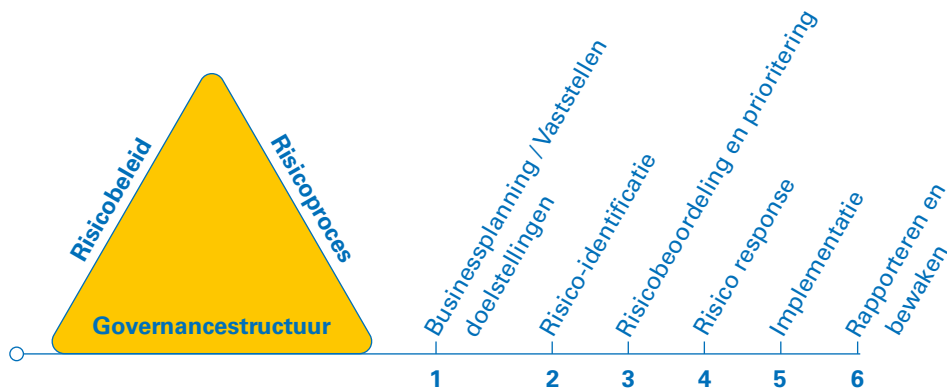 Risicobeleid
Risicoproces
Governancestructuur
Businessplanning / Vaststellen
doelstellingen
Risico-identificatie
Risicobeoordeling en prioritering
Risico response
Implementatie
Rapporteren en
bewaken
1
2
3
4
5
6